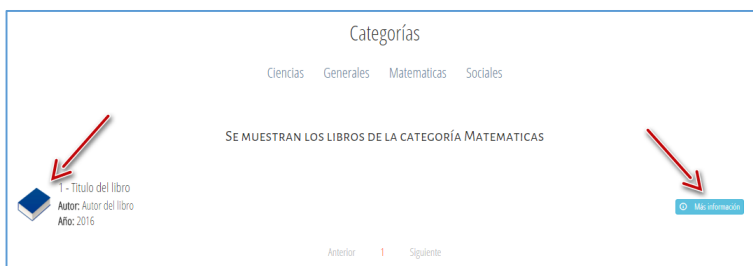 Categorías
Ciencias Generales Matematicas Sociales
Se muestran los libros de la categoría Matematicas
1 - Titulo del libro
Autor: Autor del libro
Año: 2016
Más información
Anterior 1 Siguiente